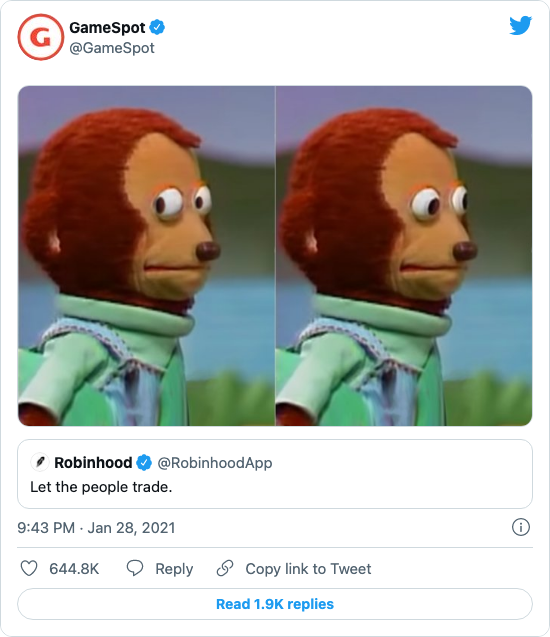 GameSpot
@GameSpot
Robinhood @RobinhoodApp
Let the people trade.
9:43 PM · Jan 28, 2021
644.8K Reply Copy link to Tweet
Read 1.9K replies